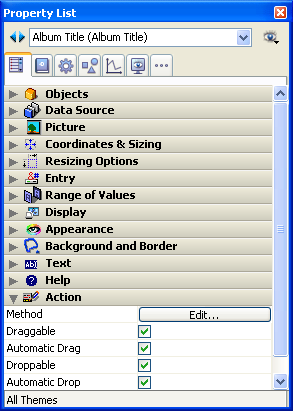 Property List
Album Title (Album Title)
Objects
Data Source
Picture
Coordinates & Sizing
Resizing Options
Entry
Range of Values
Display
Appearance
Background and Border
Text
Help
Action
Method Edit...
Draggable
Automatic Drag
Droppable
Automatic Drop
All Themes